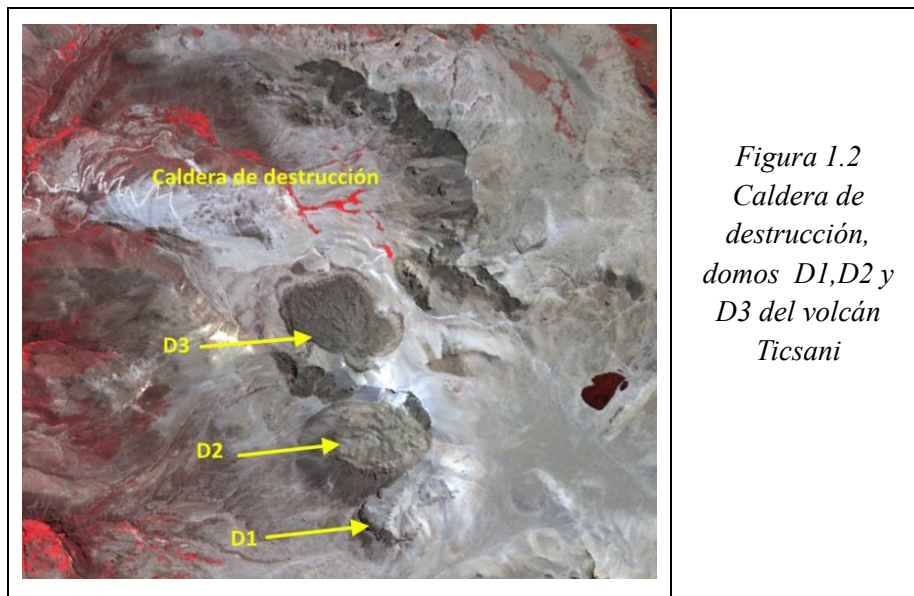 Caldera de destrucción
D3
D2
D1
Figura 1.2
Caldera de
destrucción,
domos D1,D2 y
D3 del volcán
Ticsani